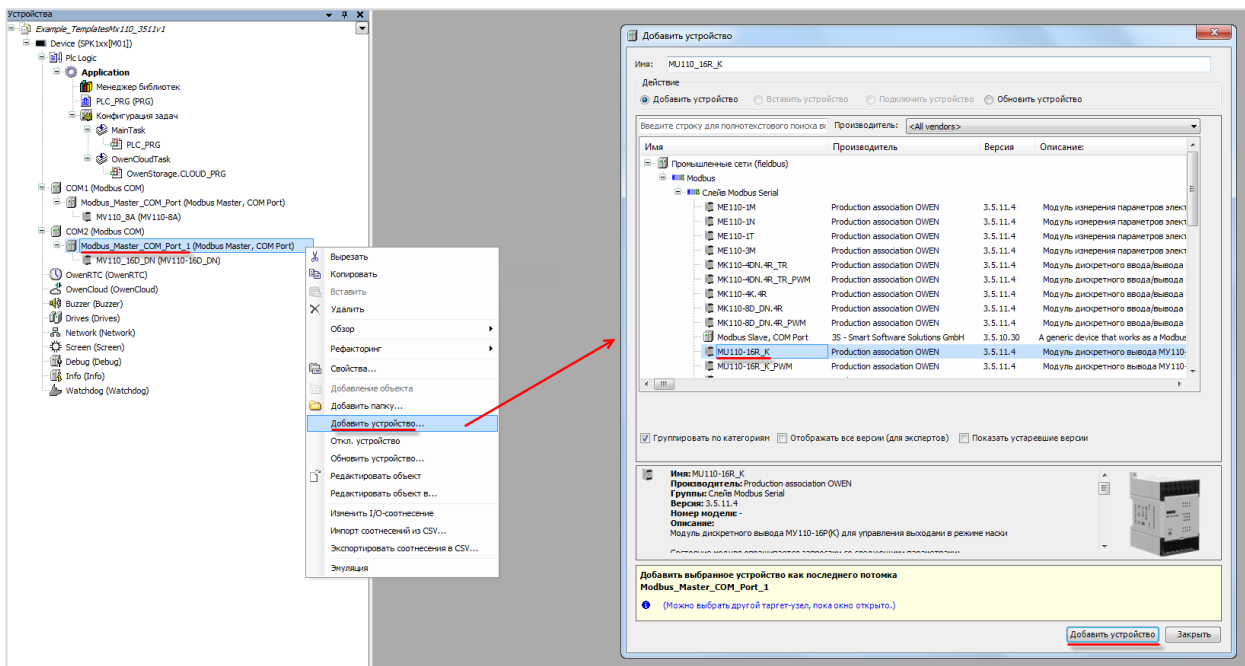 Устройства
Example_TemplatesMx110_3511v1
Device (SPK1xx[M01])
Plc Logic
Application
Менеджер библиотек
PLC_PRG (PRG)
Конфигурация задач
MainTask
PLC_PRG
OwenCloudTask
OwenStorage.CLOUD_PRG
COM1 (Modbus COM)
Modbus_Master_COM_Port (Modbus Master, COM Port)
MV110_8A (MV110-8A)
COM2 (Modbus COM)
Modbus_Master_COM_Port_1 (Modbus Master, COM Port)
MV110_16D_DN (MV110-16D_DN)
OwenRTC (OwenRTC)
OwenCloud (OwenCloud)
Buzzer (Buzzer)
Drives (Drives)
Network (Network)
Screen (Screen)
Debug (Debug)
Info (Info)
Watchdog (Watchdog)
Вырезать
Копировать
Вставить
Удалить
Обзор
Рефакторинг
Свойства...
Добавление объекта
Добавить папку...
Добавить устройство...
Откл. устройство
Обновить устройство...
Редактировать объект
Редактировать объект в...
Изменить I/O-соотнесение
Импорт соотнесений из CSV...
Экспортировать соотнесения в CSV...
Эмуляция
Добавить устройство
Имя: MU110_16R_K
Действие
Добавить устройство Вставить устройство Подключить устройство Обновить устройство
Введите строку для полнотекстового поиска в Производитель: <All vendors>
Имя Производитель Версия Описание:
Промышленные сети (fieldbus)
Modbus
Слейв Modbus Serial
ME110-1M Production association OWEN 3.5.11.4 Модуль измерения параметров элект
ME110-1N Production association OWEN 3.5.11.4 Модуль измерения параметров элект
ME110-1T Production association OWEN 3.5.11.4 Модуль измерения параметров элект
ME110-3M Production association OWEN 3.5.11.4 Модуль измерения параметров элект
MK110-4DN.4R_TR Production association OWEN 3.5.11.4 Модуль дискретного ввода/вывода
MK110-4DN.4R_TR_PWM Production association OWEN 3.5.11.4 Модуль дискретного ввода/вывода
MK110-4K.4R Production association OWEN 3.5.11.4 Модуль дискретного ввода/вывода
MK110-8D_DN.4R Production association OWEN 3.5.11.4 Модуль дискретного ввода/вывода
MK110-8D_DN.4R_PWM Production association OWEN 3.5.11.4 Модуль дискретного ввода/вывода
Modbus Slave, COM Port 3S - Smart Software Solutions GmbH 3.5.10.30 A generic device that works as a Modbus
MU110-16R_K Production association OWEN 3.5.11.4 Модуль дискретного вывода МУ110-
MU110-16R_K_PWM Production association OWEN 3.5.11.4 Модуль дискретного вывода МУ110-
Группировать по категориям Отображать все версии (для экспертов) Показать устаревшие версии
Имя: MU110-16R_K
Производитель: Production association OWEN
Группы: Слейв Modbus Serial
Версия: 3.5.11.4
Номер модели: -
Описание:
Модуль дискретного вывода МУ110-16Р(К) для управления выходами в режиме маски
Состояние модуля опрашивается запросами со следующими параметрами:
Добавить выбранное устройство как последнего потомка
Modbus_Master_COM_Port_1
(Можно выбрать другой таргет-узел, пока окно открыто.)
Добавить устройство Закрыть